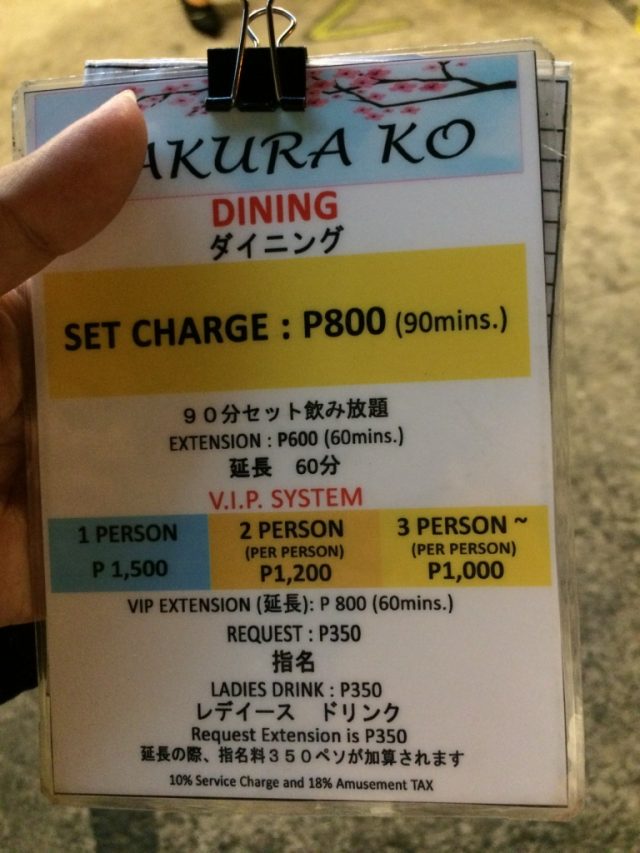 AKURA KO
DINING
ダイニング
SET CHARGE : P800 (90mins.)
９０分セット飲み放題
EXTENSION : P600 (60mins.)
延長　60分
V.I.P. SYSTEM
1 PERSON
P 1,500
2 PERSON
(PER PERSON)
P1,200
3 PERSON ~
(PER PERSON)
P1,000
VIP EXTENSION (延長): P 800 (60mins.)
REQUEST : P350
指名
LADIES DRINK : P350
レデイース　ドリンク
Request Extension is P350
延長の際、指名料３５０ペソが加算されます
10% Service Charge and 18% Amusement TAX